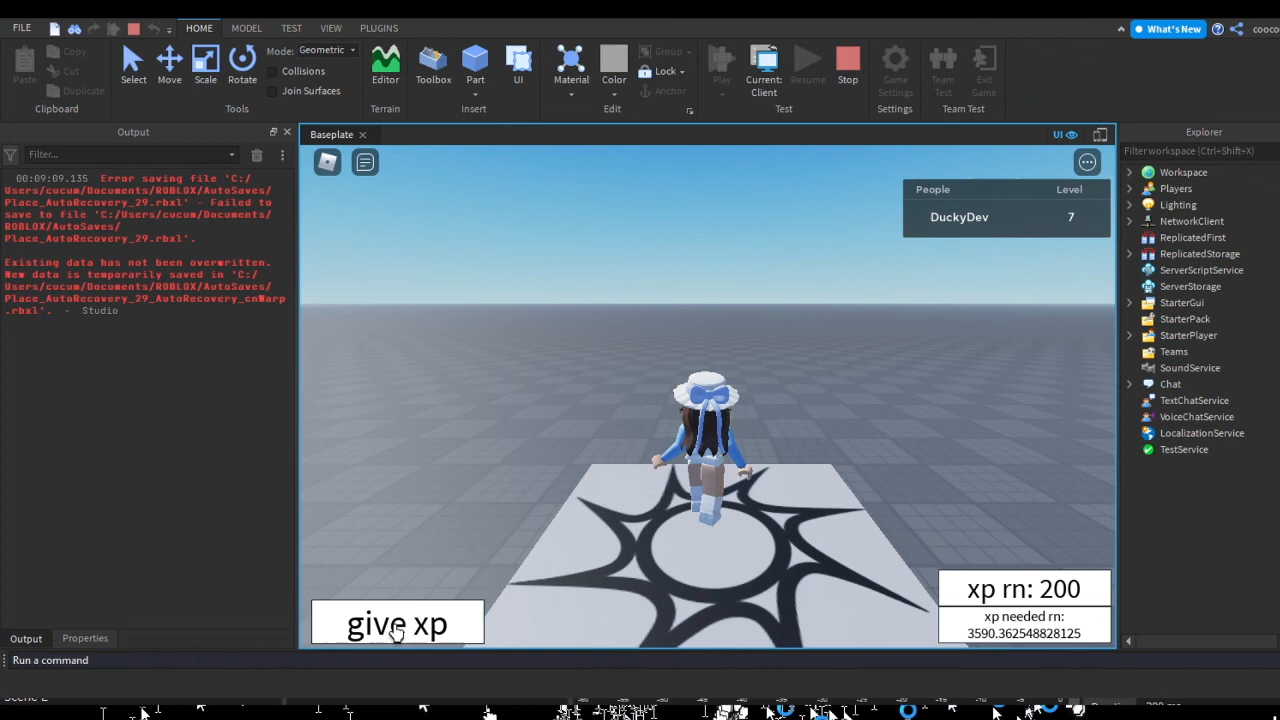 FILE HOME MODEL TEST VIEW PLUGINS What's New cooco
Paste Copy Cut Duplicate
Clipboard
Select Move Scale Rotate
Mode: Geometric
Collisions
Join Surfaces
Tools
Editor
Terrain
Toolbox Part UI
Insert
Material Color Group Lock Anchor
Edit
Play Current: Client Resume Stop
Test
Game Settings
Settings
Team Test Exit Game
Team Test
Output
Filter...
00:09:09.135 Error saving file 'C:/
Users/cucum/Documents/ROBLOX/AutoSaves/
Place_AutoRecovery_29.rbxl' - Failed to
save to file 'C:/Users/cucum/Documents/
ROBLOX/AutoSaves/
Place_AutoRecovery_29.rbxl'.
Existing data has not been overwritten.
New data is temporarily saved in 'C:/
Users/cucum/Documents/ROBLOX/AutoSaves/
Place_AutoRecovery_29_AutoRecovery_cnWarp
.rbxl'. - Studio
Output Properties
Run a command
Baseplate
UI
People Level
DuckyDev 7
give xp
xp rn: 200
xp needed rn:
3590.362548828125
Explorer
Filter workspace (Ctrl+Shift+X)
Workspace
Players
Lighting
NetworkClient
ReplicatedFirst
ReplicatedStorage
ServerScriptService
ServerStorage
StarterGui
StarterPack
StarterPlayer
Teams
SoundService
Chat
TextChatService
VoiceChatService
LocalizationService
TestService